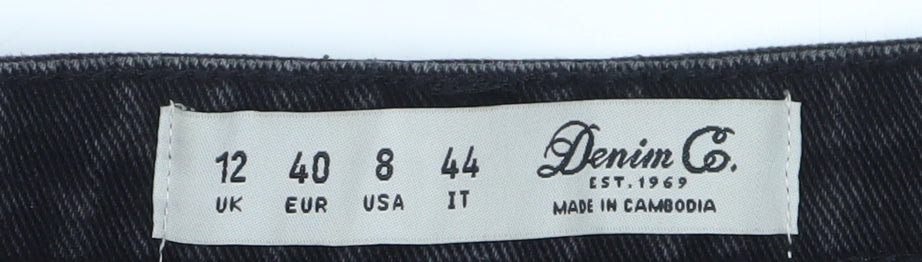 12 40 8 44
UK EUR USA IT
Denim Co.
EST. 1969
MADE IN CAMBODIA